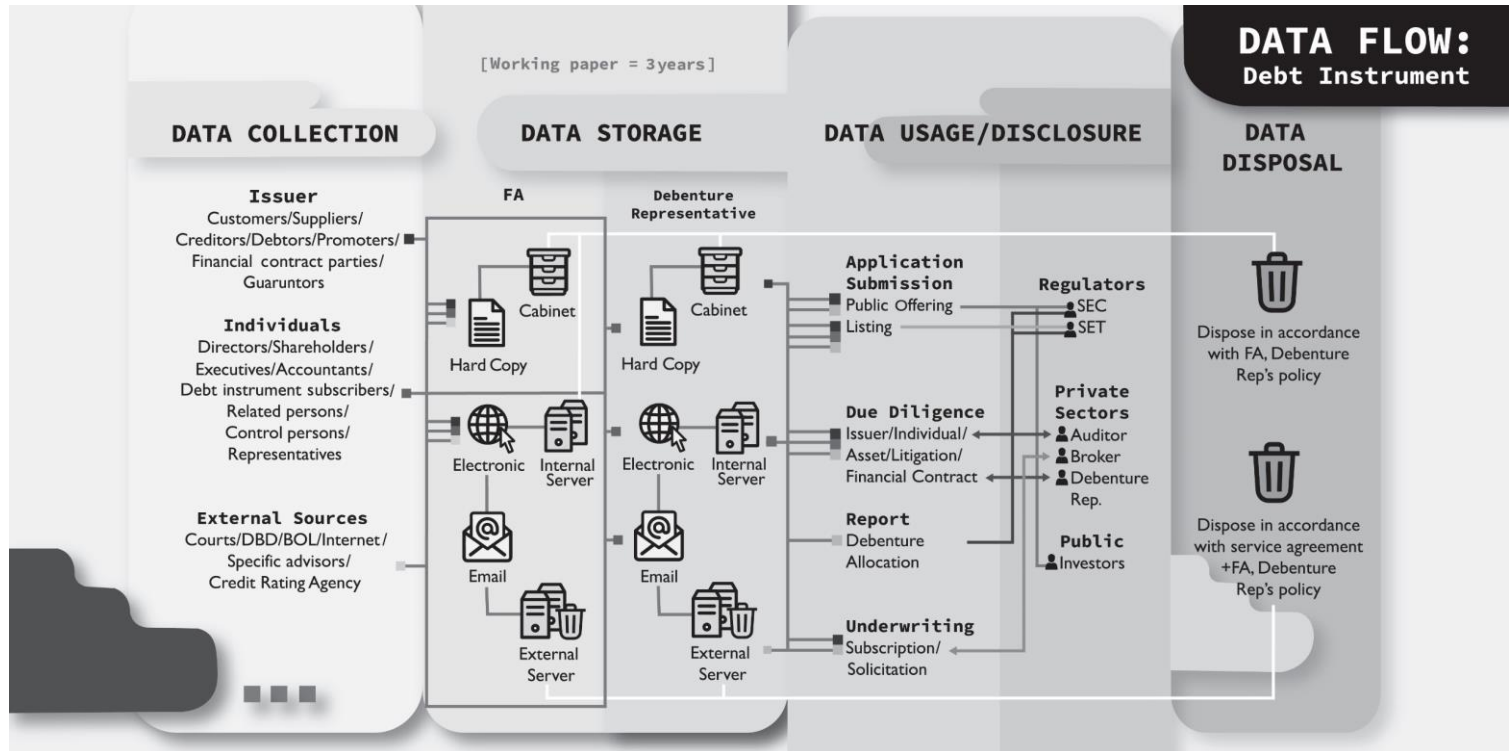 DATA FLOW:
Debt Instrument
[Working paper = 3years]
DATA COLLECTION
Issuer
Customers/Suppliers/
Creditors/Debtors/Promoters/
Financial contract parties/
Guaruntors
Individuals
Directors/Shareholders/
Executives/Accountants/
Debt instrument subscribers/
Related persons/
Control persons/
Representatives
External Sources
Courts/DBD/BOL/Internet/
Specific advisors/
Credit Rating Agency
DATA STORAGE
FA
Cabinet
Hard Copy
Electronic
Internal
Server
Email
External
Server
Debenture
Representative
Cabinet
Hard Copy
Electronic
Internal
Server
Email
External
Server
DATA USAGE/DISCLOSURE
Application
Submission
Public Offering
Listing
Due Diligence
Issuer/Individual/
Asset/Litigation/
Financial Contract
Report
Debenture
Allocation
Underwriting
Subscription/
Solicitation
Regulators
SEC
SET
Private
Sectors
Auditor
Broker
Debenture
Rep.
Public
Investors
DATA
DISPOSAL
Dispose in accordance
with FA, Debenture
Rep's policy
Dispose in accordance
with service agreement
+FA, Debenture
Rep's policy